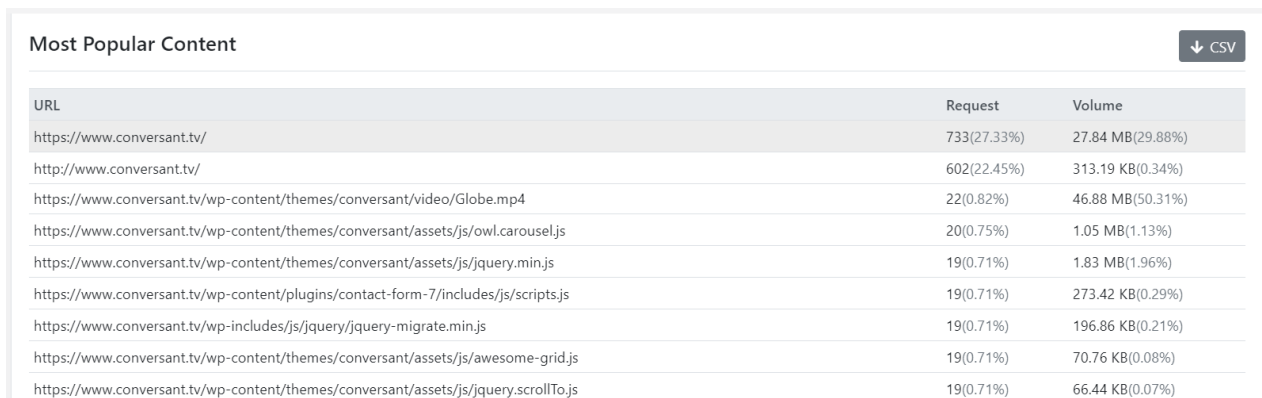 Most Popular Content
CSV
URL Request Volume
https://www.conversant.tv/ 733(27.33%) 27.84 MB(29.88%)
http://www.conversant.tv/ 602(22.45%) 313.19 KB(0.34%)
https://www.conversant.tv/wp-content/themes/conversant/video/Globe.mp4 22(0.82%) 46.88 MB(50.31%)
https://www.conversant.tv/wp-content/themes/conversant/assets/js/owl.carousel.js 20(0.75%) 1.05 MB(1.13%)
https://www.conversant.tv/wp-content/themes/conversant/assets/js/jquery.min.js 19(0.71%) 1.83 MB(1.96%)
https://www.conversant.tv/wp-content/plugins/contact-form-7/includes/js/scripts.js 19(0.71%) 273.42 KB(0.29%)
https://www.conversant.tv/wp-includes/js/jquery/jquery-migrate.min.js 19(0.71%) 196.86 KB(0.21%)
https://www.conversant.tv/wp-content/themes/conversant/assets/js/awesome-grid.js 19(0.71%) 70.76 KB(0.08%)
https://www.conversant.tv/wp-content/themes/conversant/assets/js/jquery.scrollTo.js 19(0.71%) 66.44 KB(0.07%)